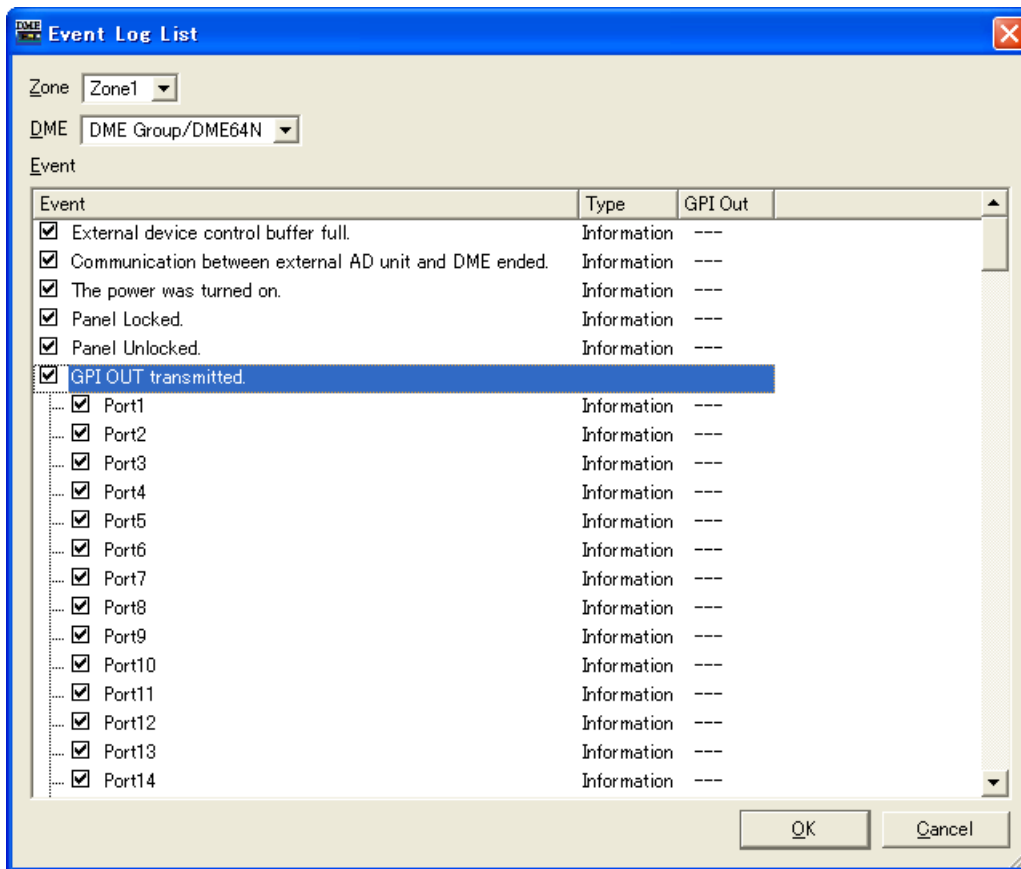 DME Event Log List
Zone Zone1
DME DME Group/DME64N
Event
Event Type GPI Out
External device control buffer full. Information ---
Communication between external AD unit and DME ended. Information ---
The power was turned on. Information ---
Panel Locked. Information ---
Panel Unlocked. Information ---
GPI OUT transmitted.
Port1 Information ---
Port2 Information ---
Port3 Information ---
Port4 Information ---
Port5 Information ---
Port6 Information ---
Port7 Information ---
Port8 Information ---
Port9 Information ---
Port10 Information ---
Port11 Information ---
Port12 Information ---
Port13 Information ---
Port14 Information ---
OK Cancel